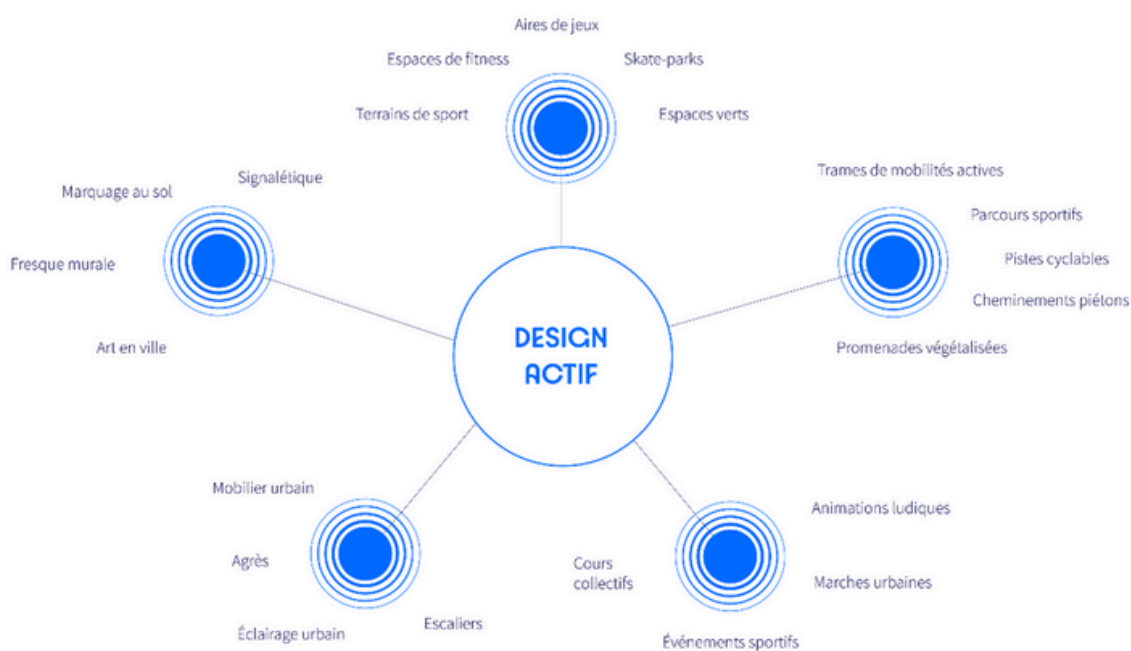 Aires de jeux
Espaces de fitness
Skate-parks
Terrains de sport
Espaces verts
Signalétique
Marquage au sol
Fresque murale
Art en ville
Trames de mobilités actives
Parcours sportifs
Pistes cyclables
Cheminements piétons
Promenades végétalisées
DESIGN
ACTIF
Mobilier urbain
Agrès
Éclairage urbain
Escaliers
Cours
collectifs
Animations ludiques
Marches urbaines
Événements sportifs